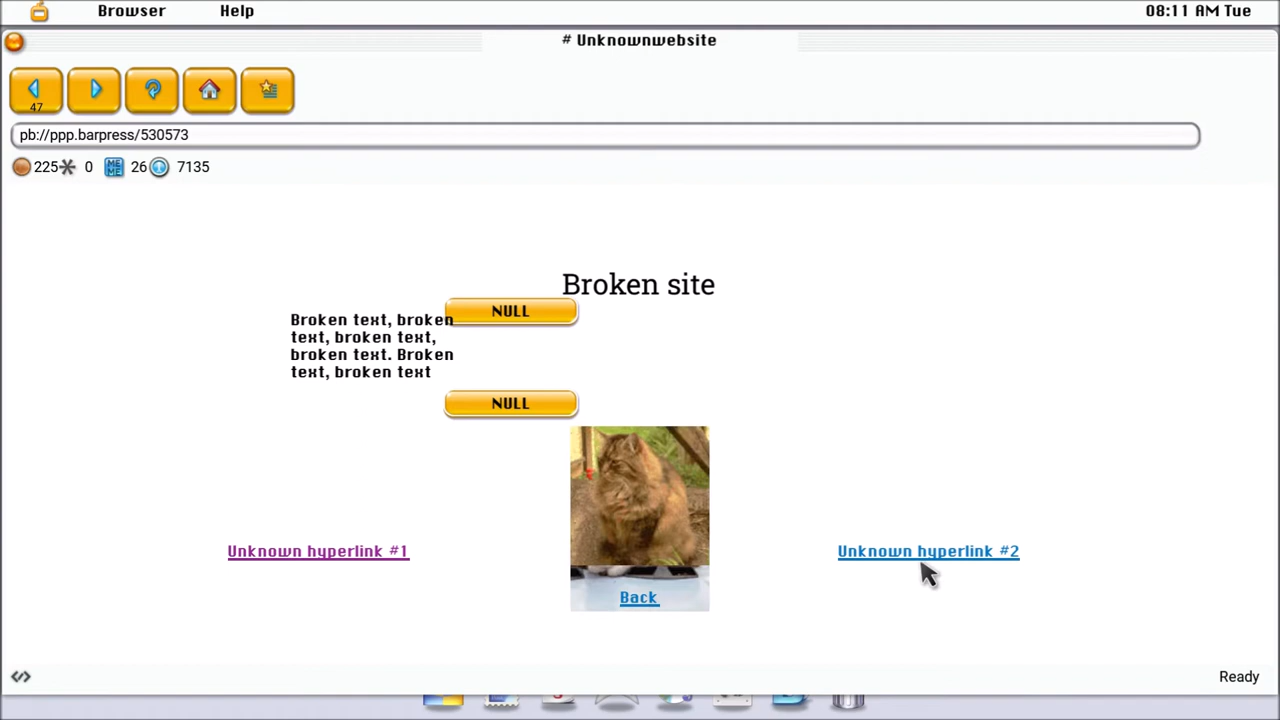 Browser Help 08:11 AM Tue
# Unknownwebsite
47
pb://ppp.barpress/530573
225 0 ME ME 26 7135
Broken site
NULL
Broken text, broken
text, broken text,
broken text. Broken
text, broken text
NULL
Unknown hyperlink #1
Unknown hyperlink #2
Back
Ready